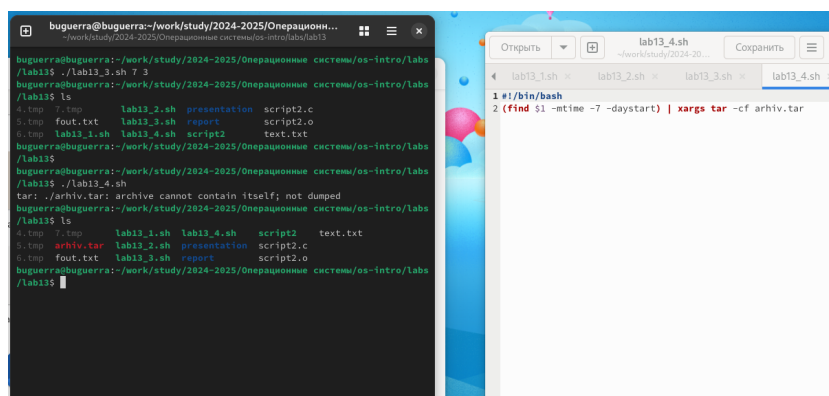 buguerra@buguerra:~/work/study/2024-2025/Операционн...
~/work/study/2024-2025/Операционные системы/os-intro/labs/lab13
buguerra@buguerra:~/work/study/2024-2025/Операционные системы/os-intro/labs
/lab13$ ./lab13_3.sh 7 3
buguerra@buguerra:~/work/study/2024-2025/Операционные системы/os-intro/labs
/lab13$ ls
4.tmp 7.tmp lab13_2.sh presentation script2.c
5.tmp fout.txt lab13_3.sh report script2.o
6.tmp lab13_1.sh lab13_4.sh script2 text.txt
buguerra@buguerra:~/work/study/2024-2025/Операционные системы/os-intro/labs
/lab13$
buguerra@buguerra:~/work/study/2024-2025/Операционные системы/os-intro/labs
/lab13$ ./lab13_4.sh
tar: ./arhiv.tar: archive cannot contain itself; not dumped
buguerra@buguerra:~/work/study/2024-2025/Операционные системы/os-intro/labs
/lab13$ ls
4.tmp 7.tmp lab13_1.sh lab13_4.sh script2 text.txt
5.tmp arhiv.tar lab13_2.sh presentation script2.c
6.tmp fout.txt lab13_3.sh report script2.o
buguerra@buguerra:~/work/study/2024-2025/Операционные системы/os-intro/labs
/lab13$
Открыть lab13_4.sh Сохранить
~/work/study/2024-20...
lab13_1.sh × lab13_2.sh × lab13_3.sh × lab13_4.sh
1 #!/bin/bash
2 (find $1 -mtime -7 -daystart) | xargs tar -cf arhiv.tar